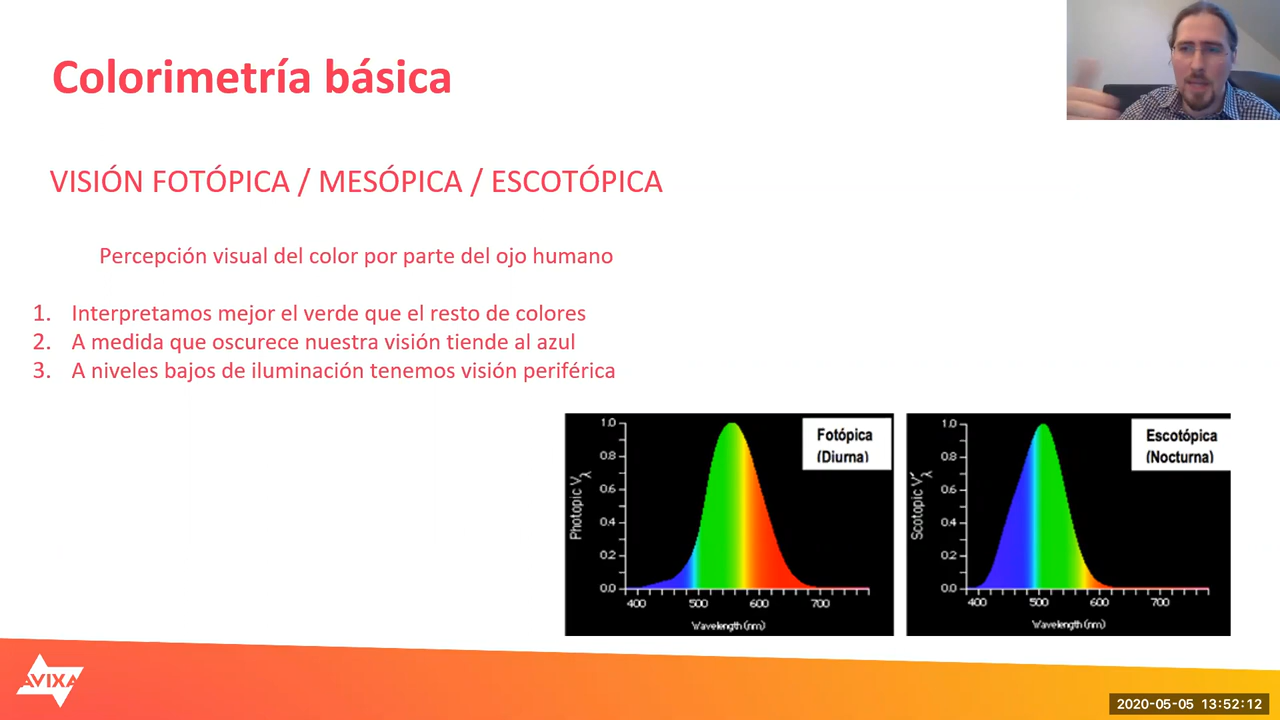 Colorimetría básica
VISIÓN FOTÓPICA / MESÓPICA / ESCOTÓPICA
Percepción visual del color por parte del ojo humano
1. Interpretamos mejor el verde que el resto de colores
2. A medida que oscurece nuestra visión tiende al azul
3. A niveles bajos de iluminación tenemos visión periférica
Fotópica
(Diurna)
Photopic Vλ
1.0
0.8
0.6
0.4
0.2
0.0
400 500 600 700
Wavelength (nm)
Escotópica
(Nocturna)
Scotopic V'λ
1.0
0.8
0.6
0.4
0.2
0.0
400 500 600 700
Wavelength (nm)
AVIXA
2020-05-05 13:52:12